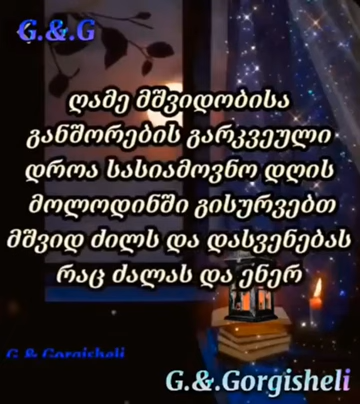 G.&.G
ღამე მშვიდობისა
განშორების გარკვეული
დროა სასიამოვნო დღის
მოლოდინში გისურვებთ
მშვიდ ძილს და დასვენებას
რაც ძალას და ენერ
G & Gorgisheli
G.&.Gorgisheli